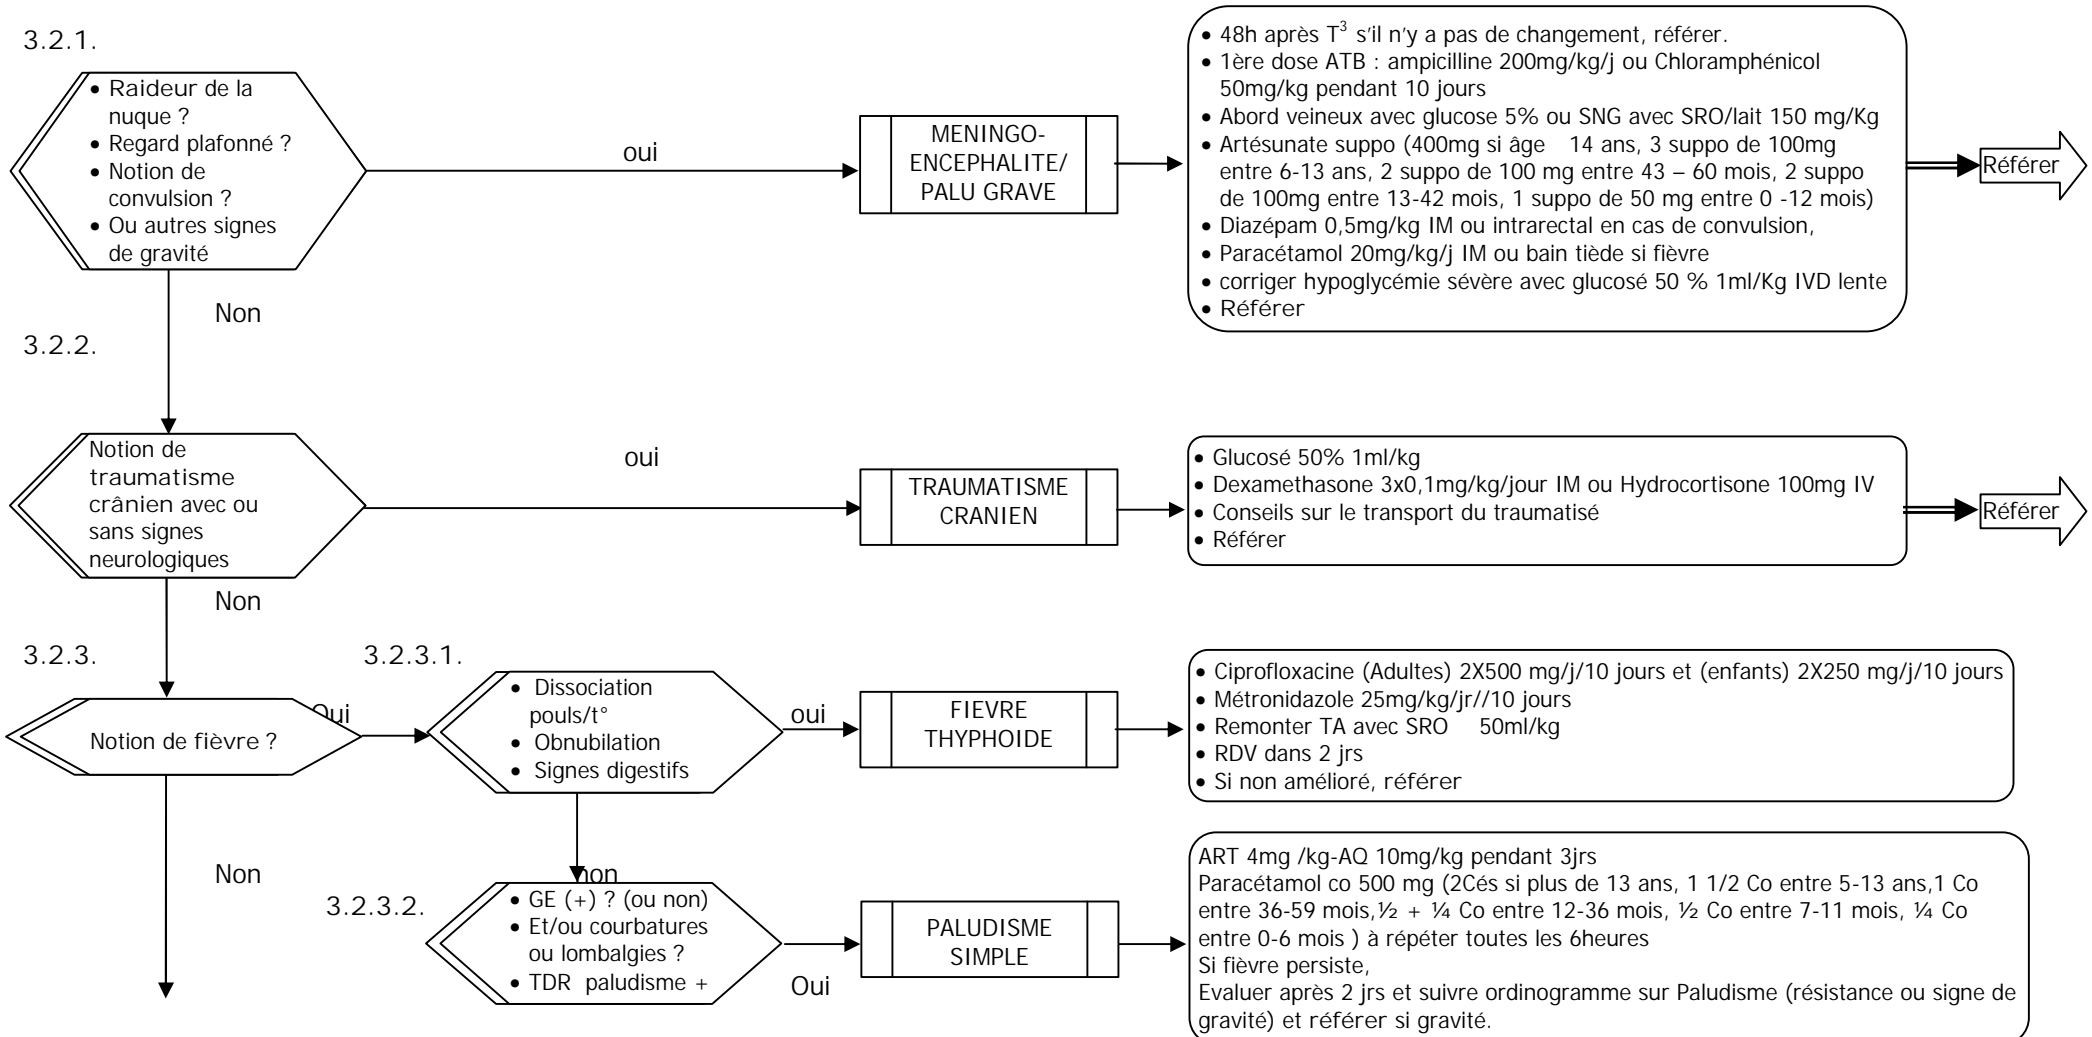 3.2.1.
• Raideur de la
nuque ?
• Regard plafonné ?
• Notion de
convulsion ?
• Ou autres signes
de gravité
oui
MENINGO-
ENCEPHALITE/
PALU GRAVE
• 48h après T³ s'il n'y a pas de changement, référer.
• 1ère dose ATB : ampicilline 200mg/kg/j ou Chloramphénicol
50mg/kg pendant 10 jours
• Abord veineux avec glucose 5% ou SNG avec SRO/lait 150 mg/Kg
• Artésunate suppo (400mg si âge 14 ans, 3 suppo de 100mg
entre 6-13 ans, 2 suppo de 100 mg entre 43 – 60 mois, 2 suppo
de 100mg entre 13-42 mois, 1 suppo de 50 mg entre 0 -12 mois)
• Diazépam 0,5mg/kg IM ou intrarectal en cas de convulsion,
• Paracétamol 20mg/kg/j IM ou bain tiède si fièvre
• corriger hypoglycémie sévère avec glucosé 50 % 1ml/Kg IVD lente
• Référer
Référer
Non
3.2.2.
Notion de
traumatisme
crânien avec ou
sans signes
neurologiques
oui
TRAUMATISME
CRANIEN
• Glucosé 50% 1ml/kg
• Dexamethasone 3x0,1mg/kg/jour IM ou Hydrocortisone 100mg IV
• Conseils sur le transport du traumatisé
• Référer
Référer
Non
3.2.3.
Notion de fièvre ?
Oui
3.2.3.1.
• Dissociation
pouls/t°
• Obnubilation
• Signes digestifs
oui
FIEVRE
THYPHOIDE
• Ciprofloxacine (Adultes) 2X500 mg/j/10 jours et (enfants) 2X250 mg/j/10 jours
• Métronidazole 25mg/kg/jr//10 jours
• Remonter TA avec SRO 50ml/kg
• RDV dans 2 jrs
• Si non amélioré, référer
Non
non
3.2.3.2.
• GE (+) ? (ou non)
• Et/ou courbatures
ou lombalgies ?
• TDR paludisme +
Oui
PALUDISME
SIMPLE
ART 4mg /kg-AQ 10mg/kg pendant 3jrs
Paracétamol co 500 mg (2Cés si plus de 13 ans, 1 1/2 Co entre 5-13 ans,1 Co
entre 36-59 mois,½ + ¼ Co entre 12-36 mois, ½ Co entre 7-11 mois, ¼ Co
entre 0-6 mois ) à répéter toutes les 6heures
Si fièvre persiste,
Evaluer après 2 jrs et suivre ordinogramme sur Paludisme (résistance ou signe de
gravité) et référer si gravité.